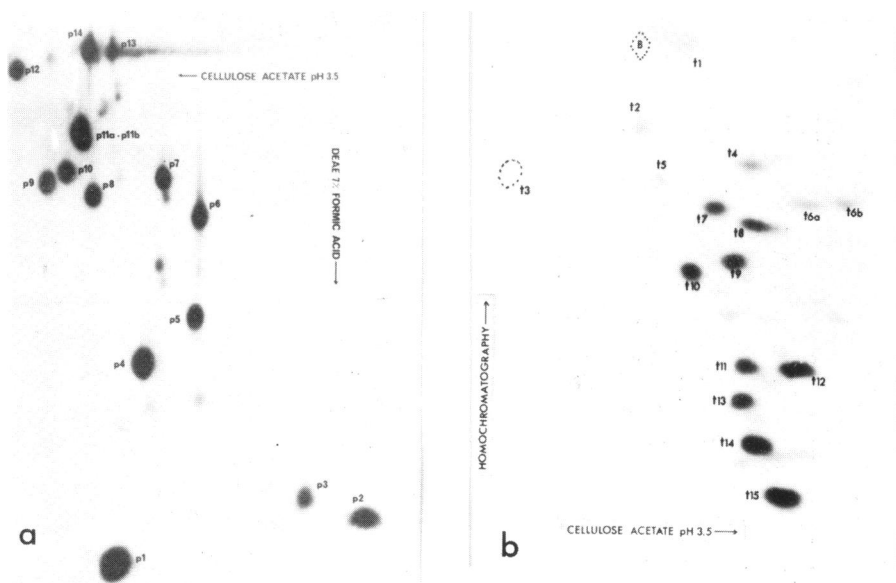 p14
p13
p12
← CELLULOSE ACETATE pH 3.5
p11a - p11b
p10
p9
p8
p7
p6
DEAE 7% FORMIC ACID →
p5
p4
p3
p2
p1
a
B
t1
t2
t3
t4
t5
t6a
t6b
t7
t8
t9
t10
HOMOCHROMATOGRAPHY →
t11
t12
t13
t14
t15
CELLULOSE ACETATE pH 3.5 →
b